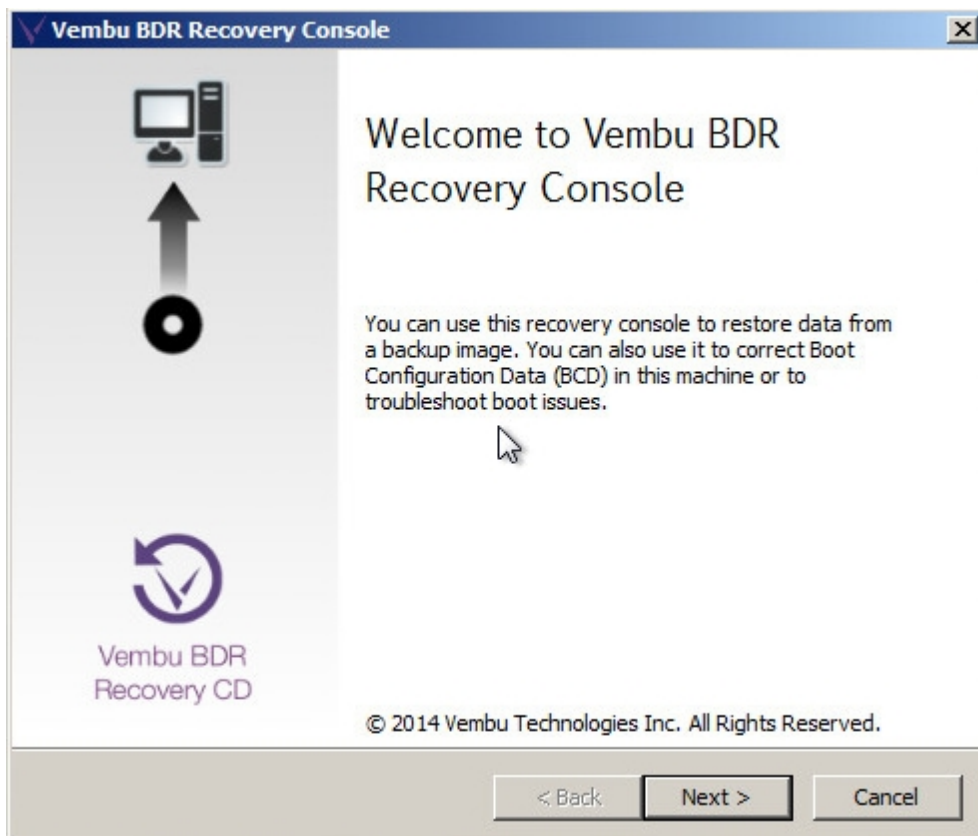 Vembu BDR Recovery Console
Welcome to Vembu BDR
Recovery Console
You can use this recovery console to restore data from
a backup image. You can also use it to correct Boot
Configuration Data (BCD) in this machine or to
troubleshoot boot issues.
Vembu BDR
Recovery CD
© 2014 Vembu Technologies Inc. All Rights Reserved.
< Back
Next >
Cancel